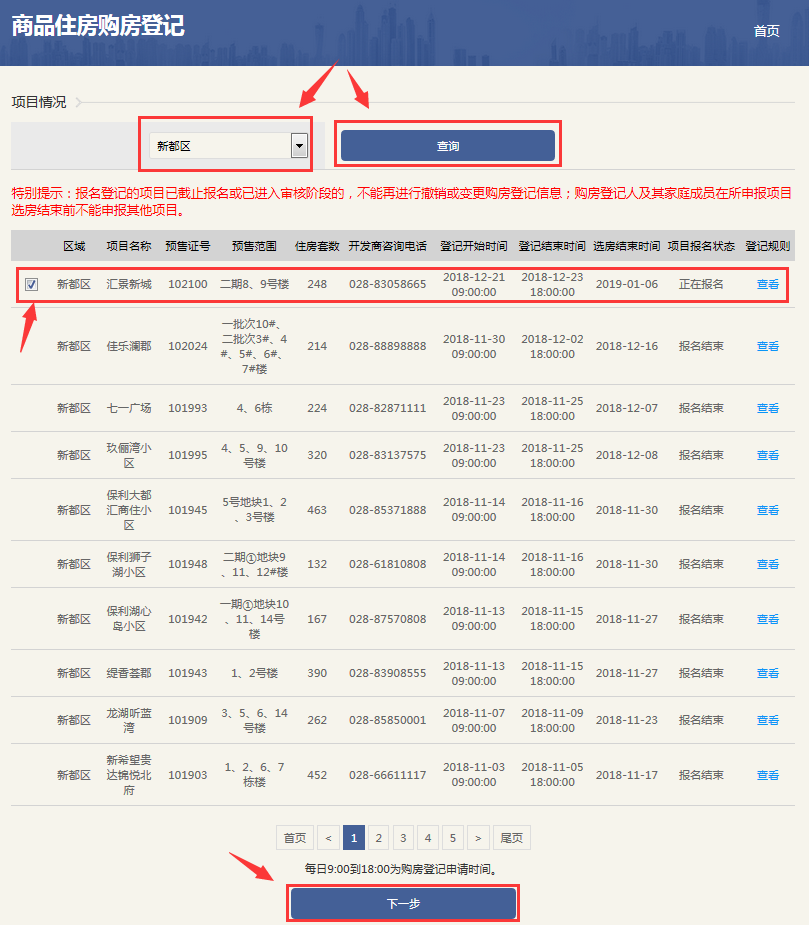 商品住房购房登记
首页
项目情况
新都区
查询
特别提示：报名登记的项目已截止报名或已进入审核阶段的，不能再进行撤销或变更购房登记信息；购房登记人及其家庭成员在所申报项目
选房结束前不能申报其他项目。
区域 项目名称 预售证号 预售范围 住房套数 开发商咨询电话 登记开始时间 登记结束时间 选房结束时间 项目报名状态 登记规则
新都区 汇景新城 102100 二期8、9号楼 248 028-83058665 2018-12-21 09:00:00 2018-12-23 18:00:00 2019-01-06 正在报名 查看
新都区 佳乐澜郡 102024 一批次10#、二批次3#、4#、5#、6#、7#楼 214 028-88898888 2018-11-30 09:00:00 2018-12-02 18:00:00 2018-12-16 报名结束 查看
新都区 七一广场 101993 4、6栋 224 028-82871111 2018-11-23 09:00:00 2018-11-25 18:00:00 2018-12-07 报名结束 查看
新都区 玖俪湾小区 101995 4、5、9、10号楼 320 028-83137575 2018-11-23 09:00:00 2018-11-25 18:00:00 2018-12-08 报名结束 查看
新都区 保利大都汇商住小区 101945 5号地块1、2、3号楼 463 028-85371888 2018-11-14 09:00:00 2018-11-16 18:00:00 2018-11-30 报名结束 查看
新都区 保利狮子湖小区 101948 二期①地块9、11、12#楼 132 028-61810808 2018-11-14 09:00:00 2018-11-16 18:00:00 2018-11-30 报名结束 查看
新都区 保利湖心岛小区 101942 一期①地块10、11、14号楼 167 028-87570808 2018-11-13 09:00:00 2018-11-15 18:00:00 2018-11-27 报名结束 查看
新都区 缇香荟郡 101943 1、2号楼 390 028-83908555 2018-11-13 09:00:00 2018-11-15 18:00:00 2018-11-27 报名结束 查看
新都区 龙湖听蓝湾 101909 3、5、6、14号楼 262 028-85850001 2018-11-07 09:00:00 2018-11-09 18:00:00 2018-11-23 报名结束 查看
新都区 新希望贵达锦悦北府 101903 1、2、6、7栋楼 452 028-66611117 2018-11-03 09:00:00 2018-11-05 18:00:00 2018-11-17 报名结束 查看
首页 < 1 2 3 4 5 > 尾页
每日9:00到18:00为购房登记申请时间。
下一步